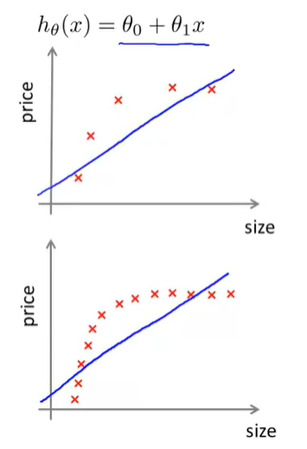 hθ(x) = θ0 + θ1x
price
size
price
size